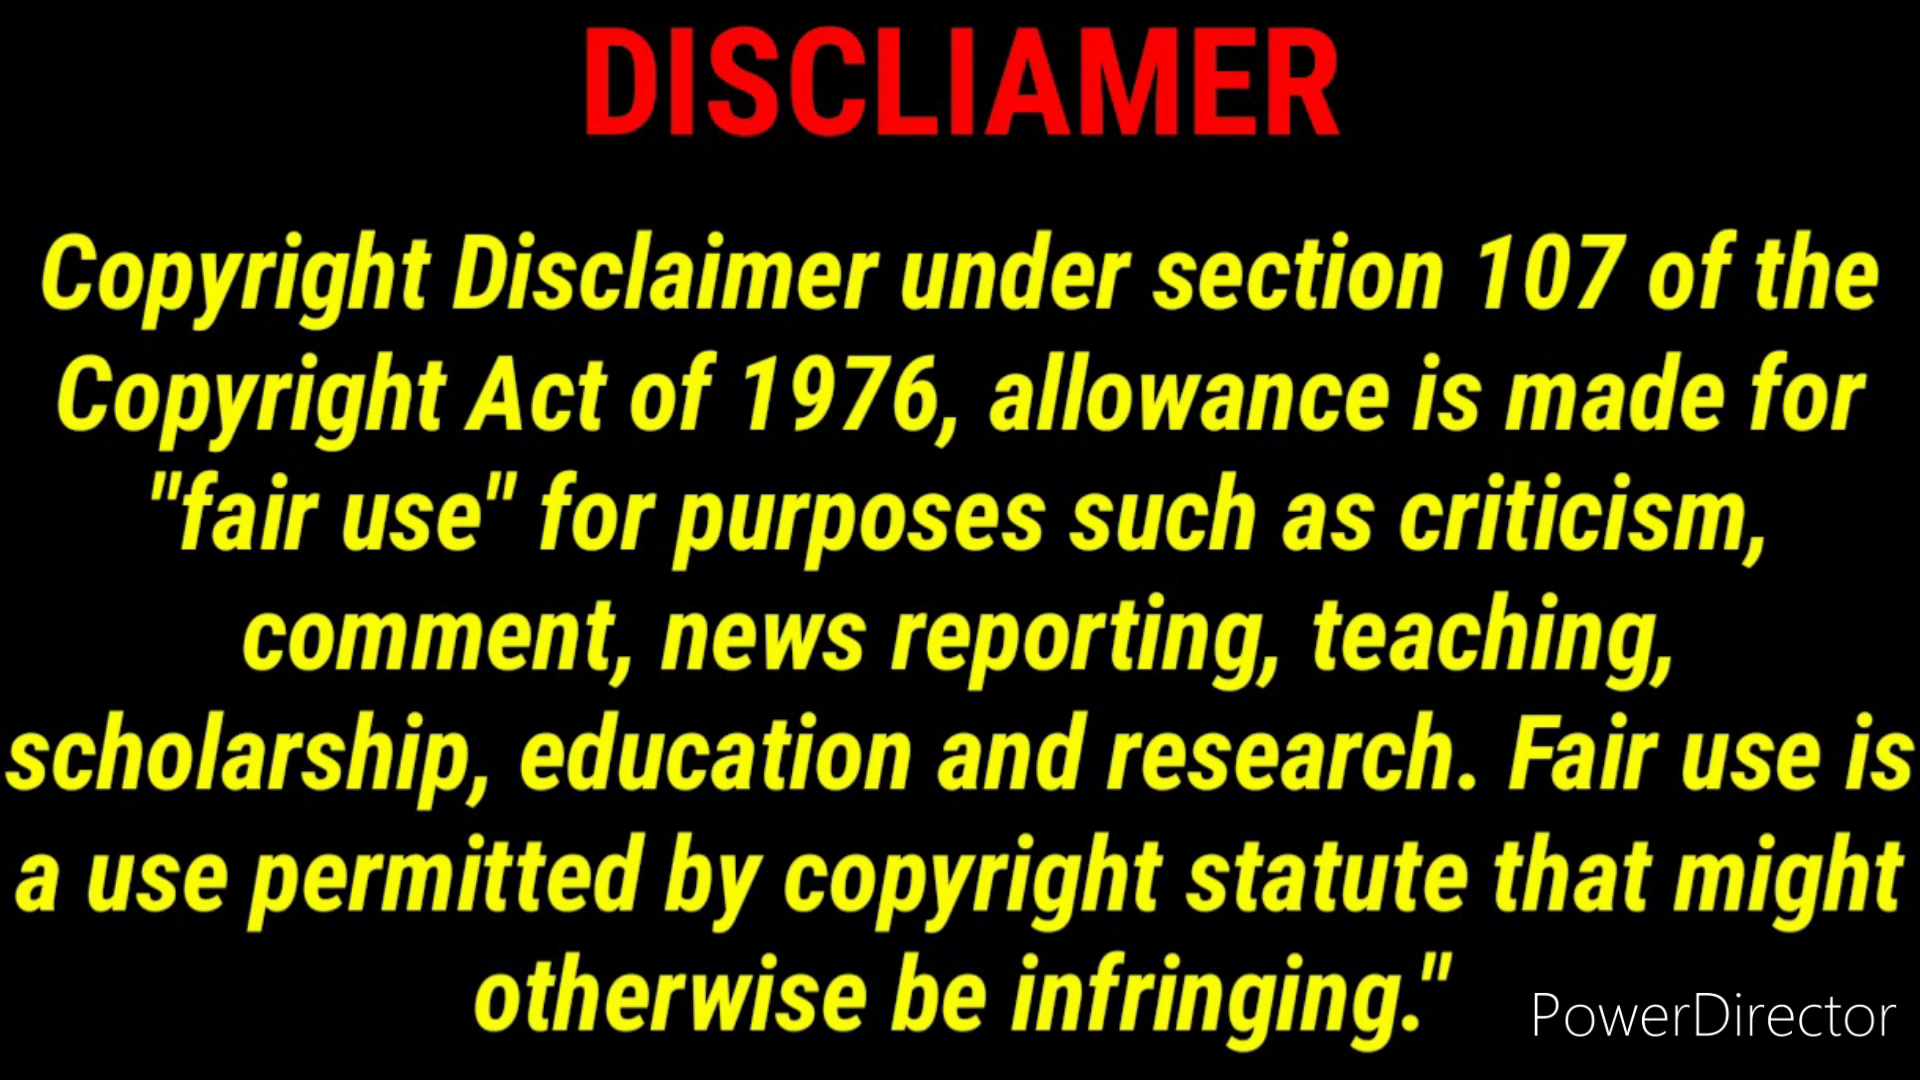 DISCLIAMER
Copyright Disclaimer under section 107 of the
Copyright Act of 1976, allowance is made for
"fair use" for purposes such as criticism,
comment, news reporting, teaching,
scholarship, education and research. Fair use is
a use permitted by copyright statute that might
otherwise be infringing."
PowerDirector